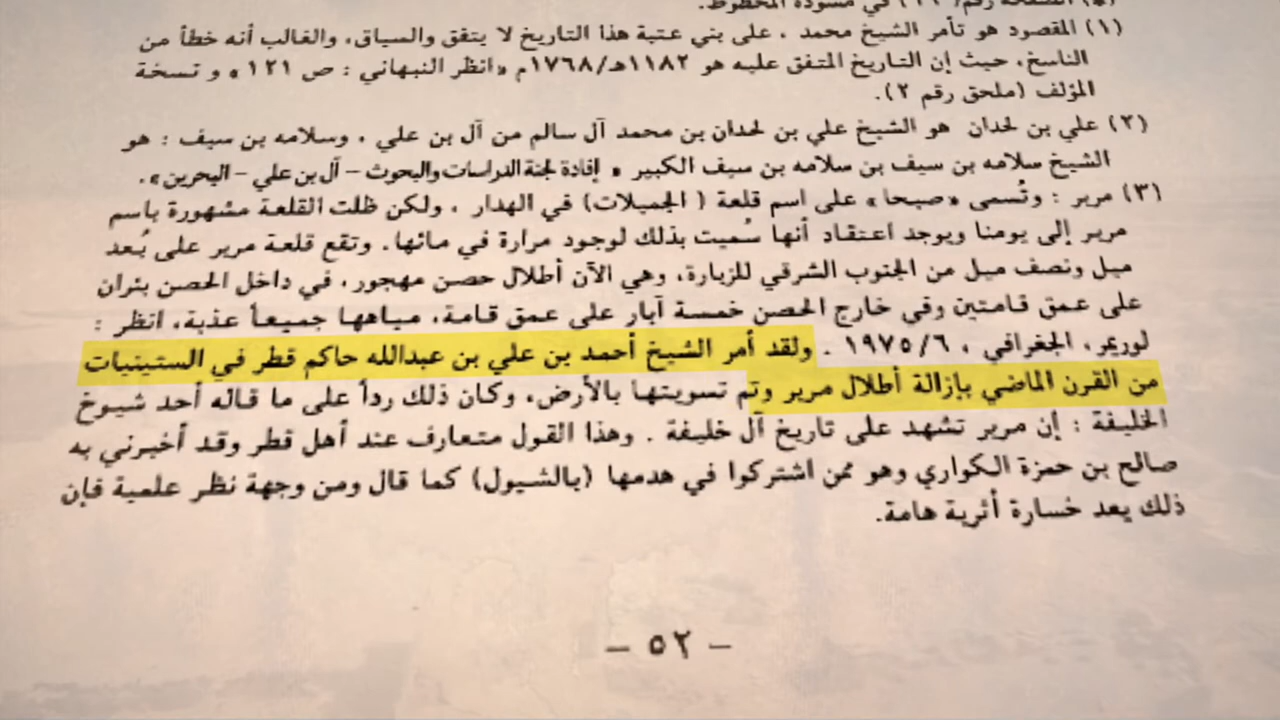 في مسودة المخطوط.
(١) المقصود هو تأمر الشيخ محمد ، على بني عتبة هذا التاريخ لا يتفق والسياق، والغالب أنه خطأ من
الناسخ، حيث إن التاريخ المتفق عليه هو ١١٨٢هـ/١٧٦٨م «انظر النبهاني : ص ١٢١» و نسخة
المؤلف (ملحق رقم ٢).
(٢) علي بن لحدان هو الشيخ علي بن لحدان بن محمد آل سالم من آل بن علي ، وسلامه بن سيف : هو
الشيخ سلامه بن سيف بن سلامه بن سيف الكبير « إفادة لجنة الدراسات والبحوث – آل بن علي – البحرين».
(٣) مرير : وتُسمى «صبحا» على اسم قلعة ( الجميلات) في الهدار ، ولكن ظلت القلعة مشهورة باسم
مرير إلى يومنا ويوجد اعتقاد أنها سُميت بذلك لوجود مرارة في مائها. وتقع قلعة مرير على بُعد
ميل ونصف ميل من الجنوب الشرقي للزبارة، وهي الآن أطلال حصن مهجور، في داخل الحصن بئران
على عمق قامتين وفي خارج الحصن خمسة آبار على عمق قامة، مياهها جميعاً عذبة، انظر :
لوريمر، الجغرافي ، ١٩٧٥/٦ . ولقد أمر الشيخ أحمد بن علي بن عبدالله حاكم قطر في الستينيات
من القرن الماضي بإزالة أطلال مرير وتم تسويتها بالأرض، وكان ذلك رداً على ما قاله أحد شيوخ
الخليفة : إن مرير تشهد على تاريخ آل خليفة . وهذا القول متعارف عند أهل قطر وقد أخبرني به
صالح بن حمزة الكواري وهو ممن اشتركوا في هدمها (بالشيول) كما قال ومن وجهة نظر علمية فإن
ذلك يعد خسارة أثرية هامة.
– ٥٢ –